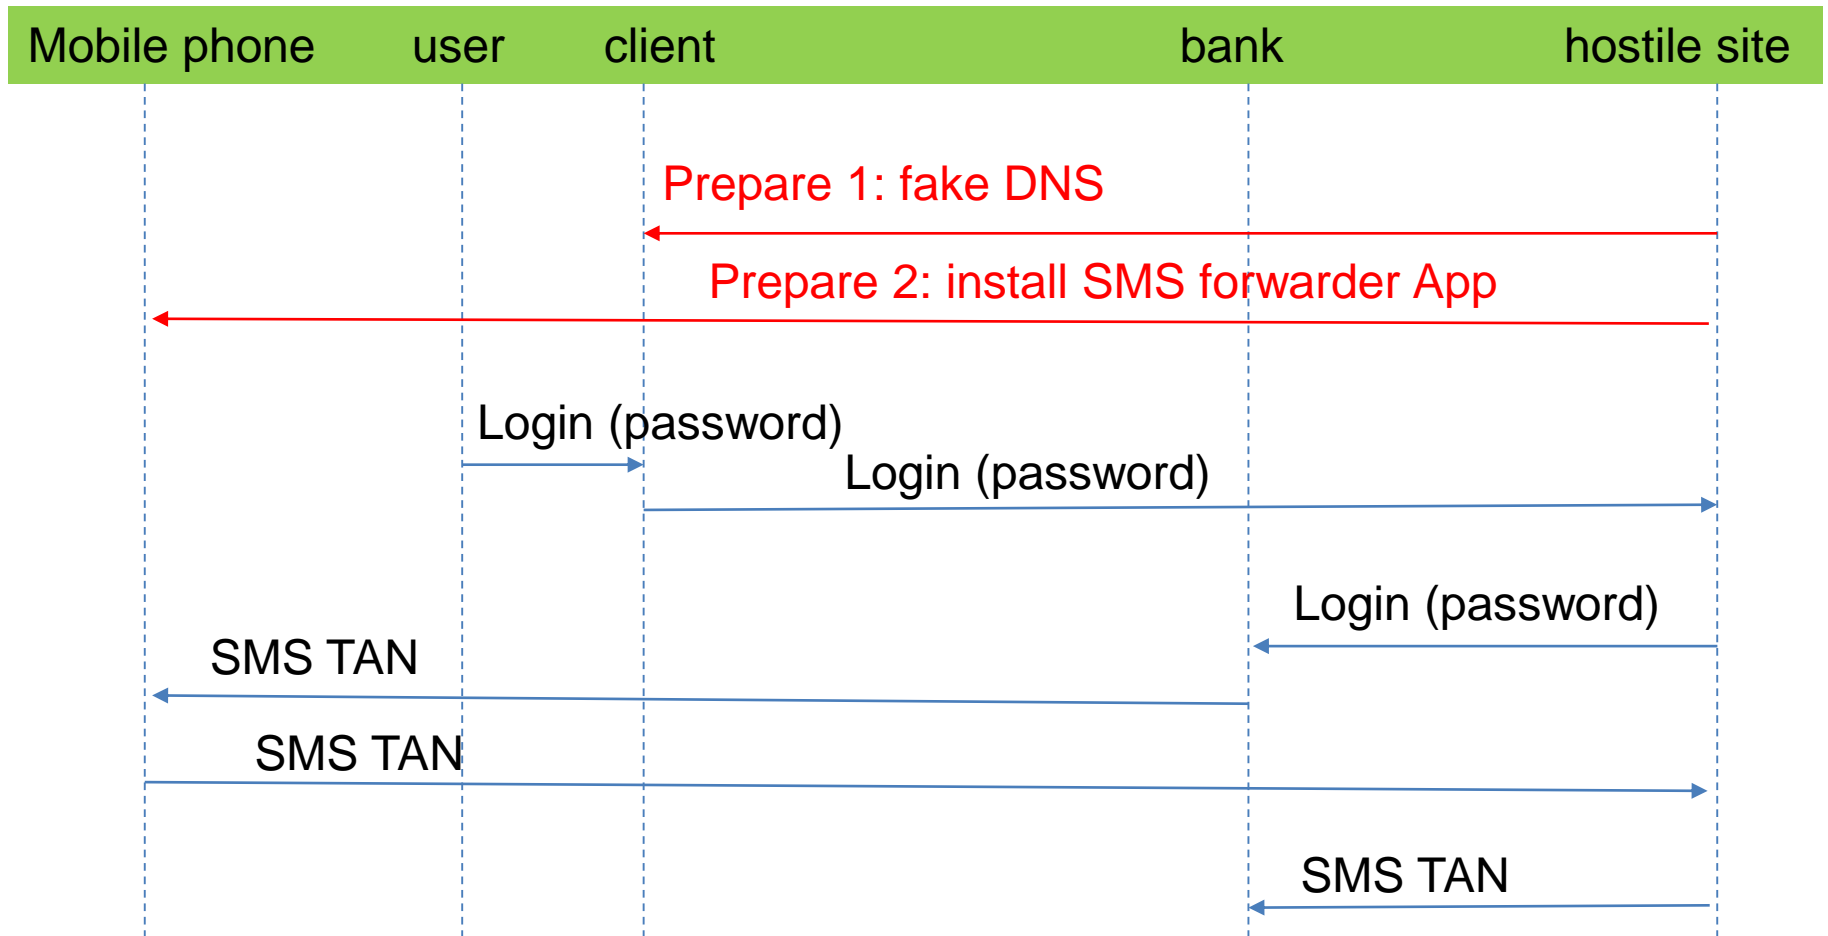 Mobile phone user client bank hostile site
Prepare 1: fake DNS
Prepare 2: install SMS forwarder App
Login (password)
Login (password)
Login (password)
SMS TAN
SMS TAN
SMS TAN